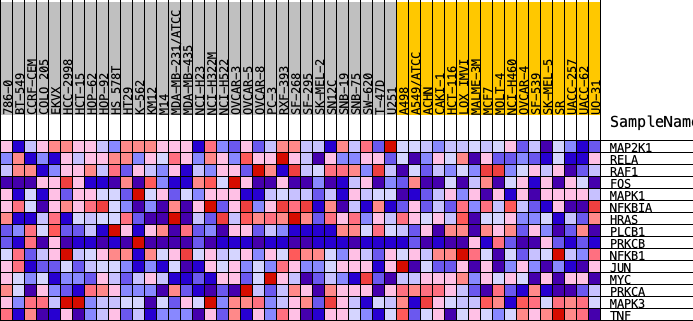 786-0
BT-549
CCRF-CEM
COLO 205
EKVX
HCC-2998
HCT-15
HOP-62
HOP-92
HS 578T
HT29
K-562
KM12
M14
MDA-MB-231/ATCC
MDA-MB-435
NCI-H23
NCI-H322M
NCI-H522
OVCAR-3
OVCAR-5
OVCAR-8
PC-3
RXF-393
SF-268
SF-295
SK-MEL-2
SN12C
SNB-19
SNB-75
SW-620
T-47D
U251
A498
A549/ATCC
ACHN
CAKI-1
HCT-116
LOX IMVI
MALME-3M
MCF7
MOLT-4
NCI-H460
OVCAR-4
SF-539
SK-MEL-5
SR
UACC-257
UACC-62
UO-31
SampleName
MAP2K1
RELA
RAF1
FOS
MAPK1
NFKBIA
HRAS
PLCB1
PRKCB
NFKB1
JUN
MYC
PRKCA
MAPK3
TNF